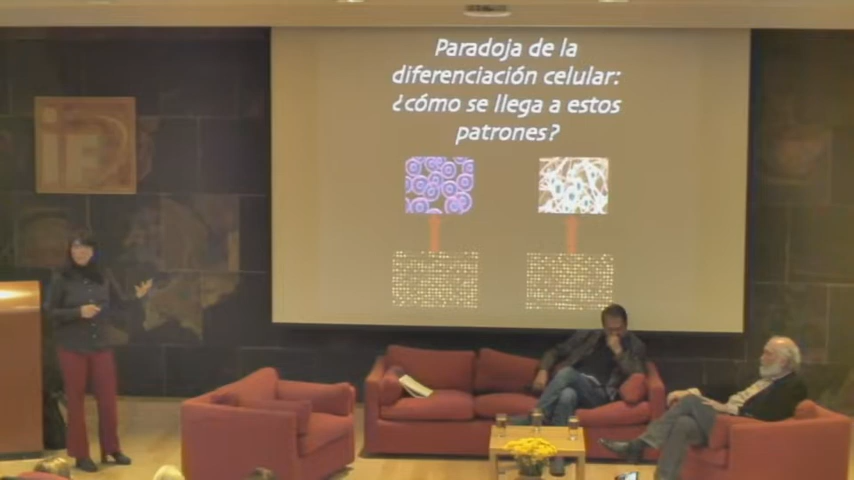 Paradoja de la
diferenciación celular:
¿cómo se llega a estos
patrones?